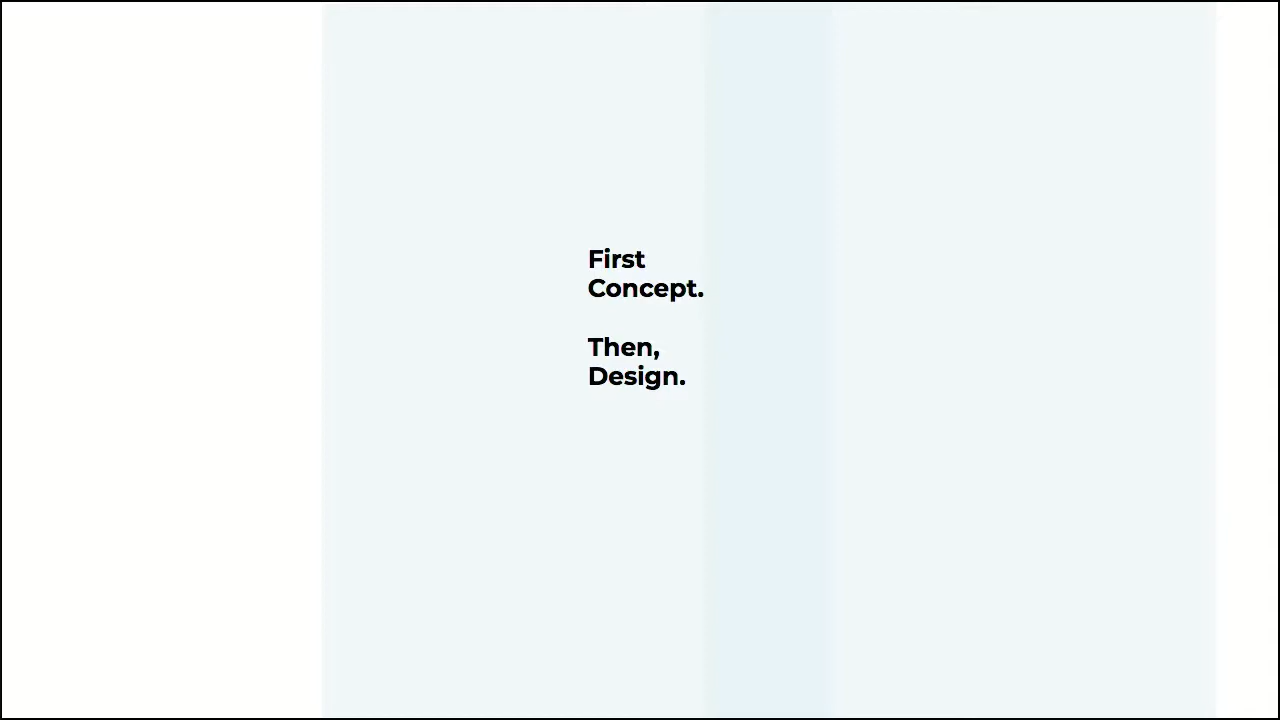 First
Concept.
Then,
Design.